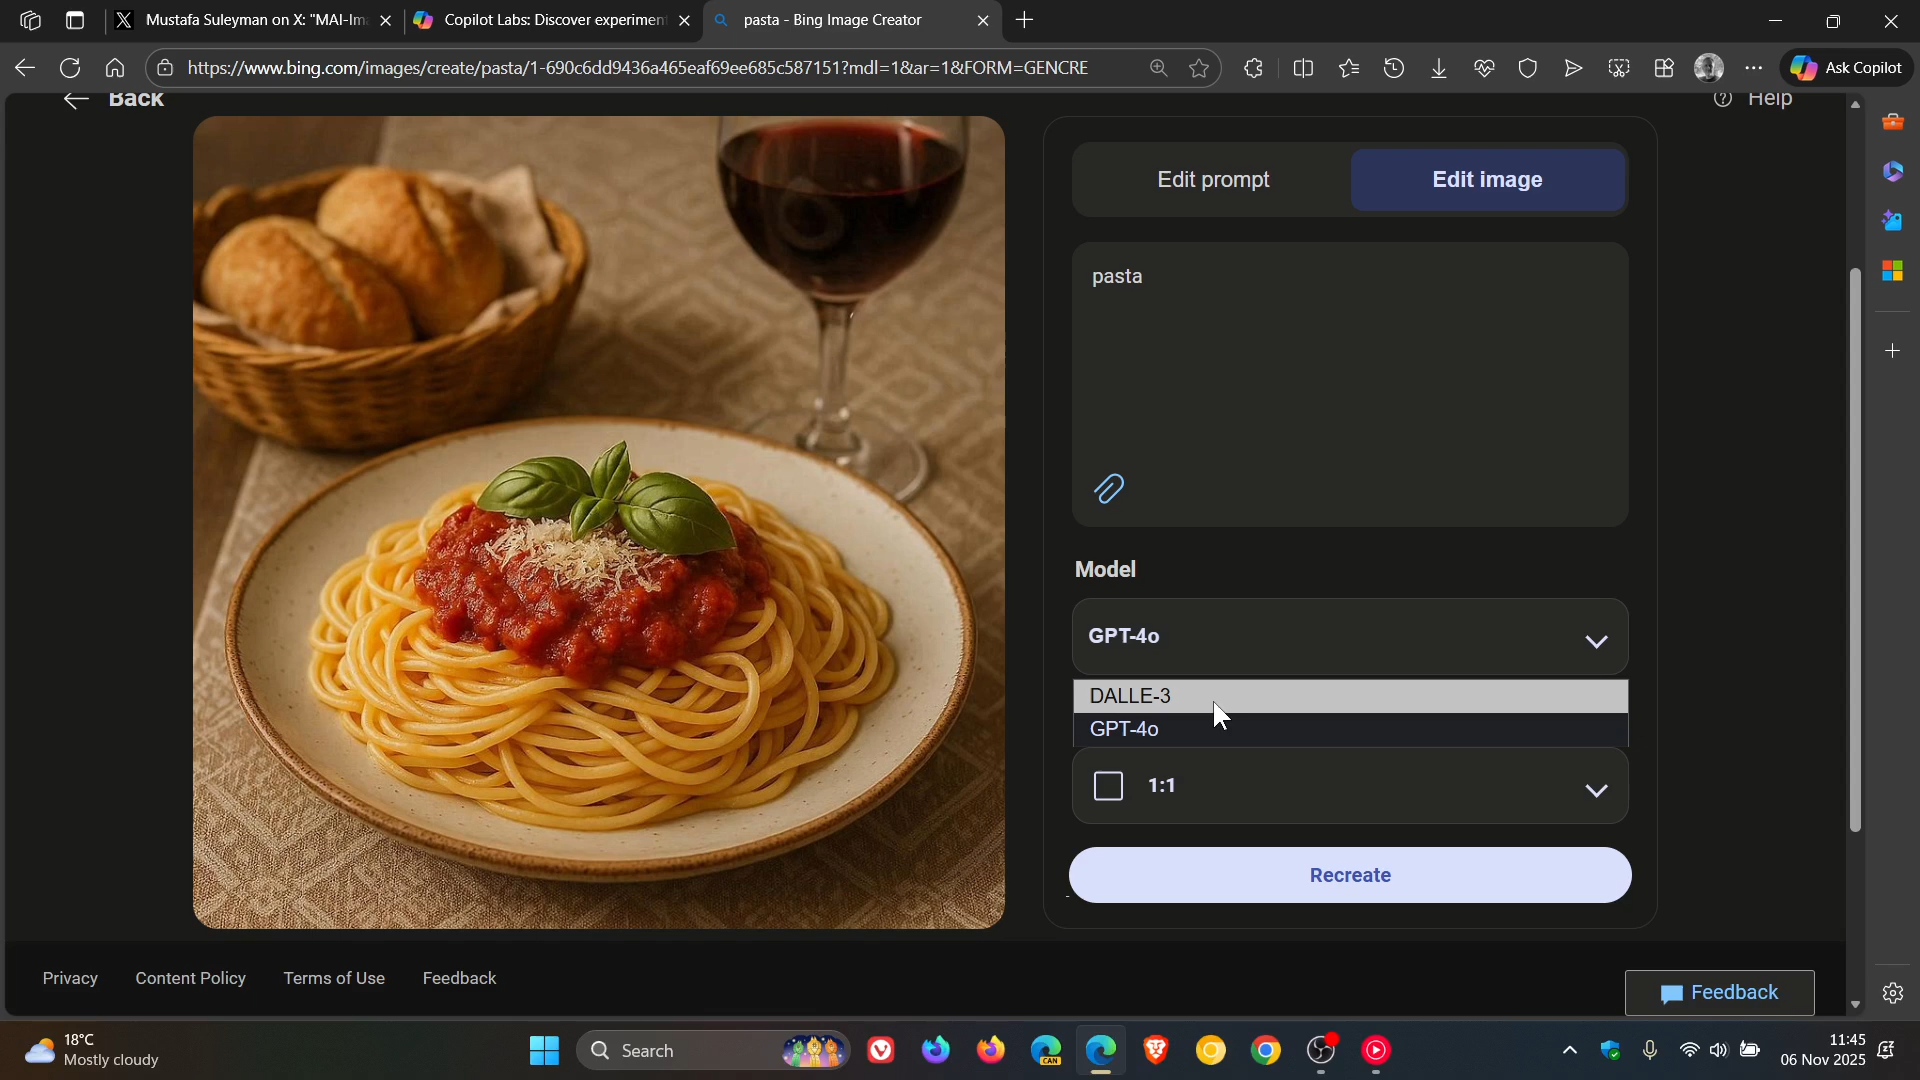 Mustafa Suleyman on X: "MAI-Im
Copilot Labs: Discover experimen
pasta - Bing Image Creator
https://www.bing.com/images/create/pasta/1-690c6dd9436a465eaf69ee685c587151?mdl=1&ar=1&FORM=GENCRE
Ask Copilot
Back
Help
Edit prompt
Edit image
pasta
Model
GPT-4o
DALLE-3
GPT-4o
1:1
Recreate
Privacy
Content Policy
Terms of Use
Feedback
Feedback
18°C
Mostly cloudy
Search
CAN
11:45
06 Nov 2025